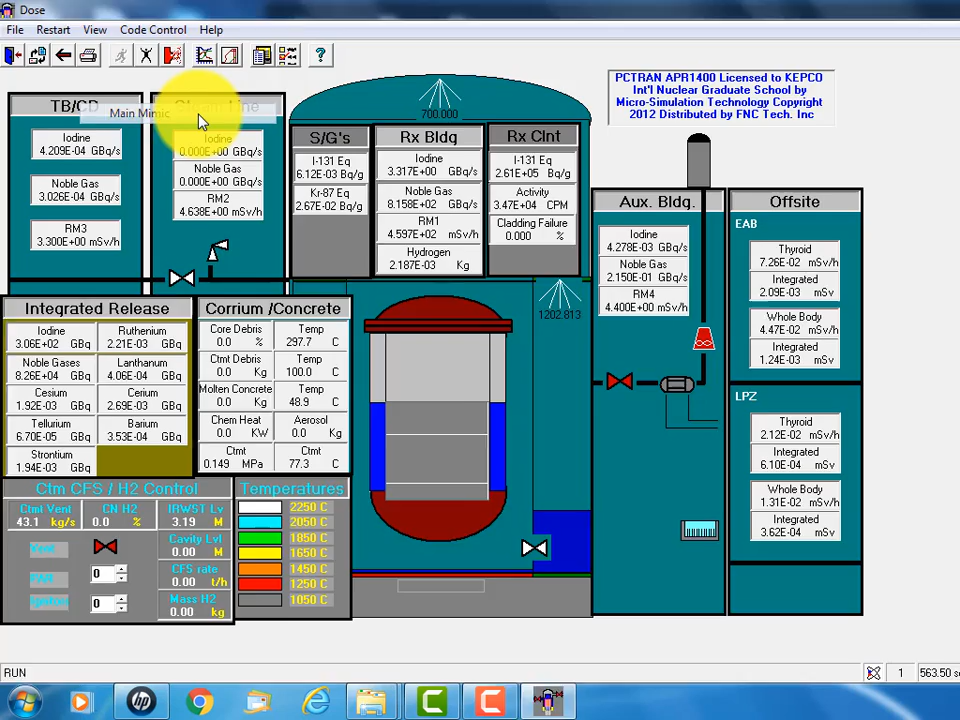 Dose
File Restart View Code Control Help
PCTRAN APR1400 Licensed to KEPCO
Int'l Nuclear Graduate School by
Micro-Simulation Technology Copyright
2012 Distributed by FNC Tech. Inc
TB/CD
Iodine
4.209E-04 GBq/s
Noble Gas
3.026E-04 GBq/s
RM3
3.300E+00 mSv/h
Main Mimic
Line
Iodine
0.000E+00 GBq/s
Noble Gas
0.000E+00 GBq/s
RM2
4.638E+00 mSv/h
700.000
S/G's
I-131 Eq
6.12E-03 Bq/g
Kr-87 Eq
2.67E-02 Bq/g
Rx Bldg
Iodine
3.317E+00 GBq/s
Noble Gas
8.158E+02 GBq/s
RM1
4.597E+02 mSv/h
Hydrogen
2.187E-03 Kg
Rx Clnt
I-131 Eq
2.61E+05 Bq/g
Activity
3.47E+04 CPM
Cladding Failure
0.000 %
1202.813
Aux. Bldg.
Iodine
4.278E-03 GBq/s
Noble Gas
2.150E-01 GBq/s
RM4
4.400E+00 mSv/h
Offsite
EAB
Thyroid
7.26E-02 mSv/h
Integrated
2.09E-03 mSv
Whole Body
4.47E-02 mSv/h
Integrated
1.24E-03 mSv
LPZ
Thyroid
2.12E-02 mSv/h
Integrated
6.10E-04 mSv
Whole Body
1.31E-02 mSv/h
Integrated
3.62E-04 mSv
Integrated Release
Iodine
3.06E+02 GBq
Ruthenium
2.21E-03 GBq
Noble Gases
8.26E+04 GBq
Lanthanum
4.06E-04 GBq
Cesium
1.92E-03 GBq
Cerium
2.69E-03 GBq
Tellurium
6.70E-05 GBq
Barium
3.53E-04 GBq
Strontium
1.94E-03 GBq
Corrium /Concrete
Core Debris
0.0 %
Temp
297.7 C
Ctmt Debris
0.0 Kg
Temp
100.0 C
Molten Concrete
0.0 Kg
Temp
48.9 C
Chem Heat
0.0 KW
Aerosol
0.0 Kg
Ctmt
0.149 MPa
Ctmt
77.3 C
Ctm CFS / H2 Control
Ctmt Vent
43.1 kg/s
CN H2
0.0 %
IRWST Lv
3.19 M
Vent
Cavity Lvl
0.00 M
PAR
0
CFS rate
0.00 t/h
0
Mass H2
0.00 kg
Temperatures
2250 C
2050 C
1850 C
1650 C
1450 C
1250 C
1050 C
RUN
1
563.50 s